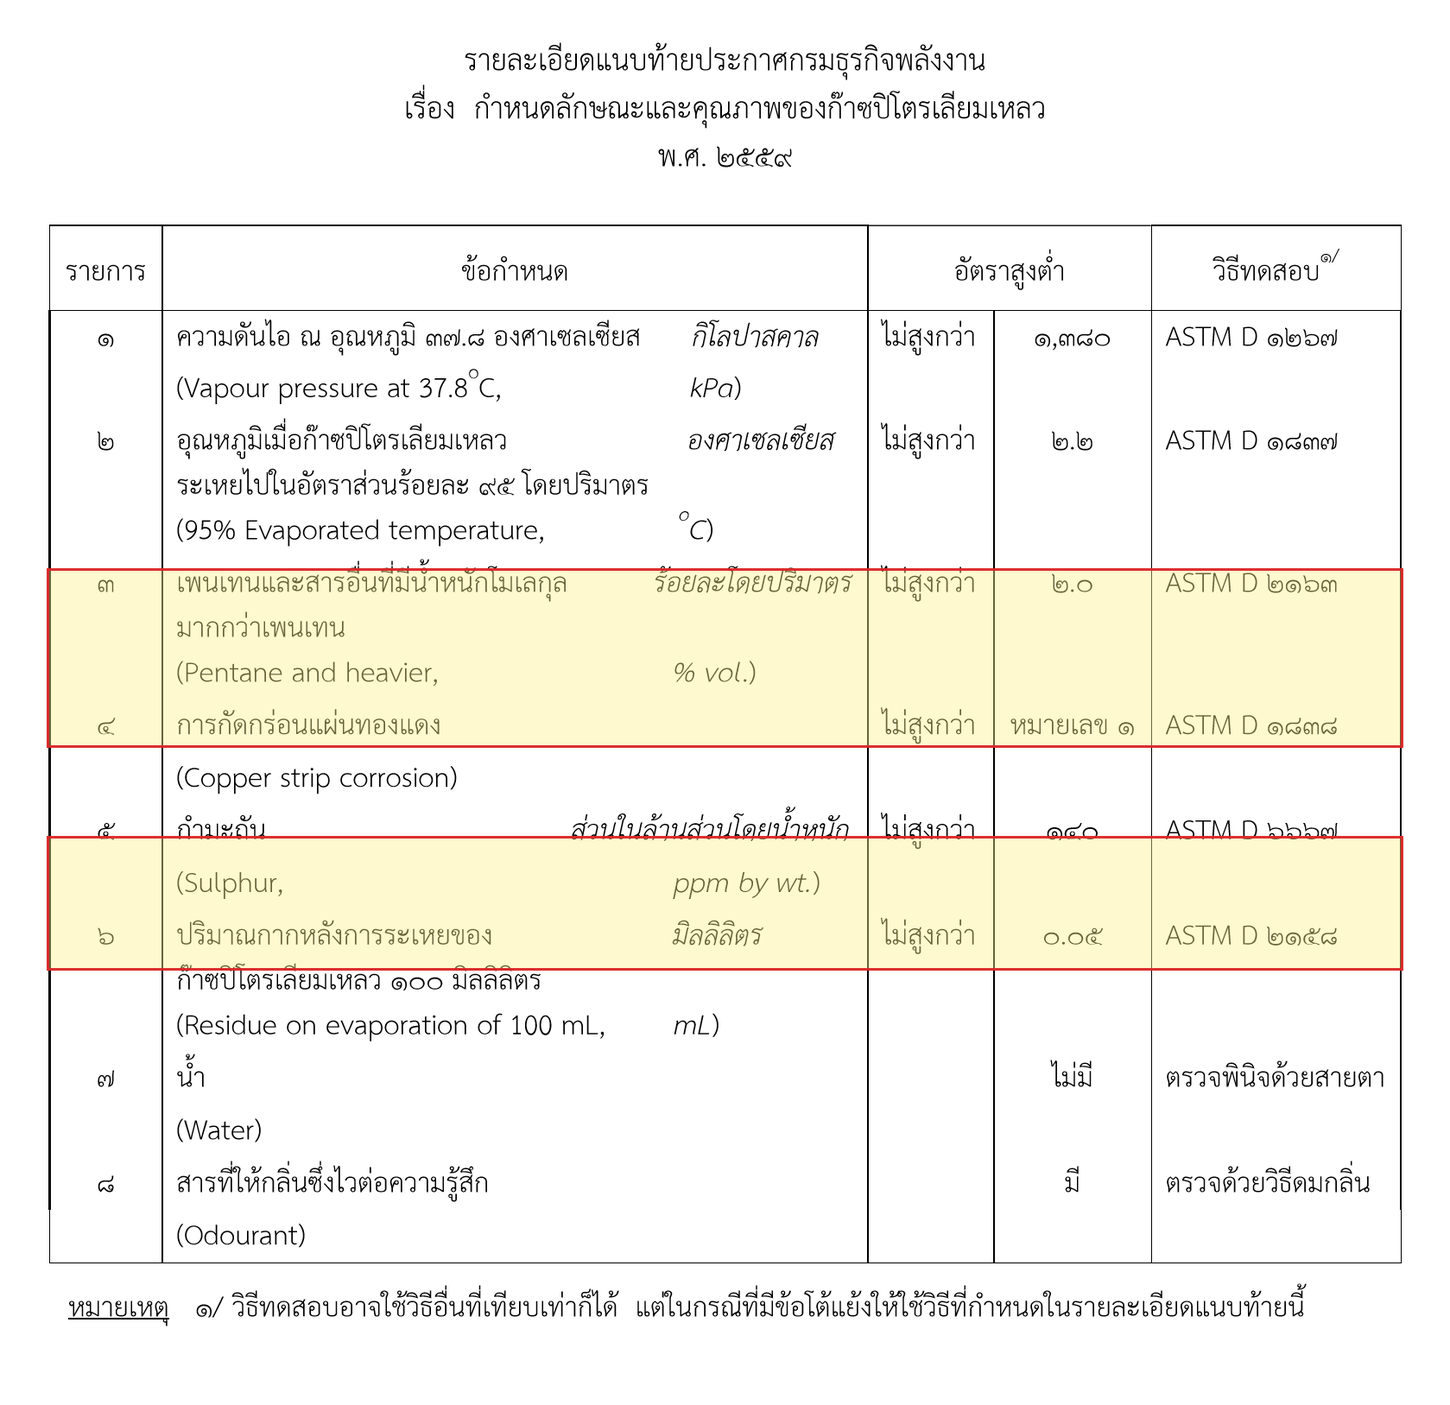 รายละเอียดแนบท้ายประกาศกรมธุรกิจพลังงาน
เรื่อง กำหนดลักษณะและคุณภาพของก๊าซปิโตรเลียมเหลว
พ.ศ. ๒๕๕๙
รายการ ข้อกำหนด อัตราสูงต่ำ วิธีทดสอบ๑/
๑ ความดันไอ ณ อุณหภูมิ ๓๗.๘ องศาเซลเซียส กิโลปาสคาล ไม่สูงกว่า ๑,๓๘๐ ASTM D ๑๒๖๗
(Vapour pressure at 37.8°C, kPa)
๒ อุณหภูมิเมื่อก๊าซปิโตรเลียมเหลว องศาเซลเซียส ไม่สูงกว่า ๒.๒ ASTM D ๑๘๓๗
ระเหยไปในอัตราส่วนร้อยละ ๙๕ โดยปริมาตร
(95% Evaporated temperature, °C)
๓ เพนเทนและสารอื่นที่มีน้ำหนักโมเลกุล ร้อยละโดยปริมาตร ไม่สูงกว่า ๒.๐ ASTM D ๒๑๖๓
มากกว่าเพนเทน
(Pentane and heavier, % vol.)
๔ การกัดกร่อนแผ่นทองแดง ไม่สูงกว่า หมายเลข ๑ ASTM D ๑๘๓๘
(Copper strip corrosion)
๕ กำมะถัน ส่วนในล้านส่วนโดยน้ำหนัก ไม่สูงกว่า ๑๔๐ ASTM D ๖๖๖๗
(Sulphur, ppm by wt.)
๖ ปริมาณกากหลังการระเหยของ มิลลิลิตร ไม่สูงกว่า ๐.๐๕ ASTM D ๒๑๕๘
ก๊าซปิโตรเลียมเหลว ๑๐๐ มิลลิลิตร
(Residue on evaporation of 100 mL, mL)
๗ น้ำ ไม่มี ตรวจพินิจด้วยสายตา
(Water)
๘ สารที่ให้กลิ่นซึ่งไวต่อความรู้สึก มี ตรวจด้วยวิธีดมกลิ่น
(Odourant)
หมายเหตุ ๑/ วิธีทดสอบอาจใช้วิธีอื่นที่เทียบเท่าก็ได้ แต่ในกรณีที่มีข้อโต้แย้งให้ใช้วิธีที่กำหนดในรายละเอียดแนบท้ายนี้